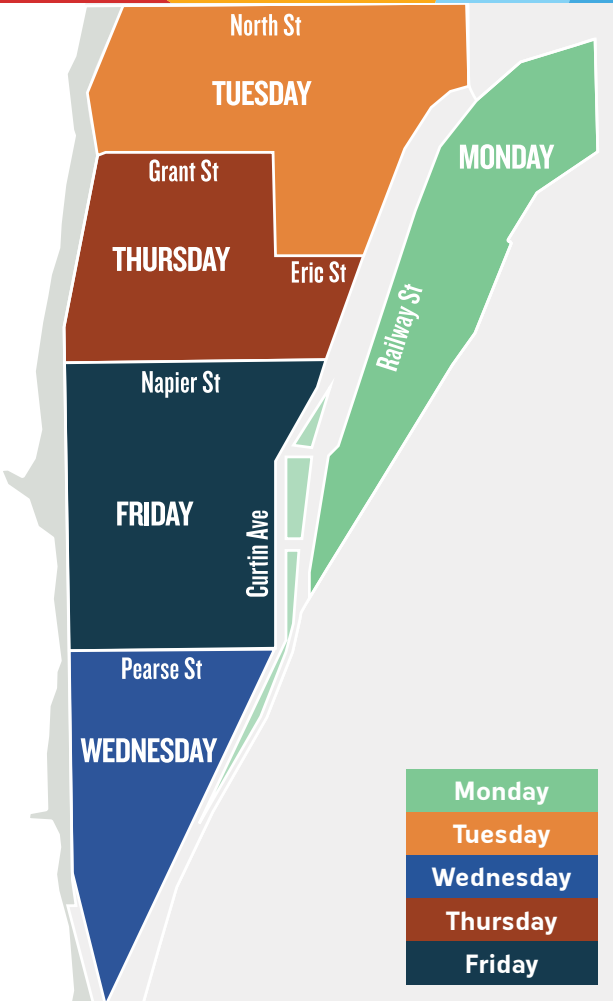 North St
TUESDAY
MONDAY
Grant St
THURSDAY
Eric St
Railway St
Napier St
FRIDAY
Curtin Ave
Pearse St
WEDNESDAY
Monday
Tuesday
Wednesday
Thursday
Friday